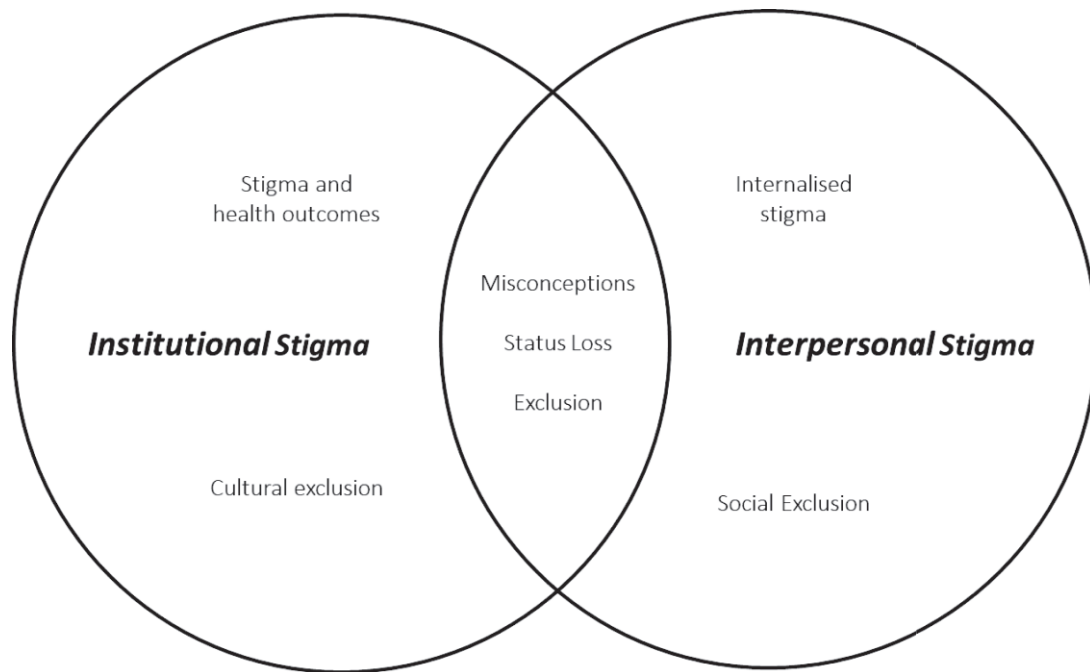 Stigma and
health outcomes
Institutional Stigma
Cultural exclusion
Misconceptions
Status Loss
Exclusion
Internalised
stigma
Interpersonal Stigma
Social Exclusion